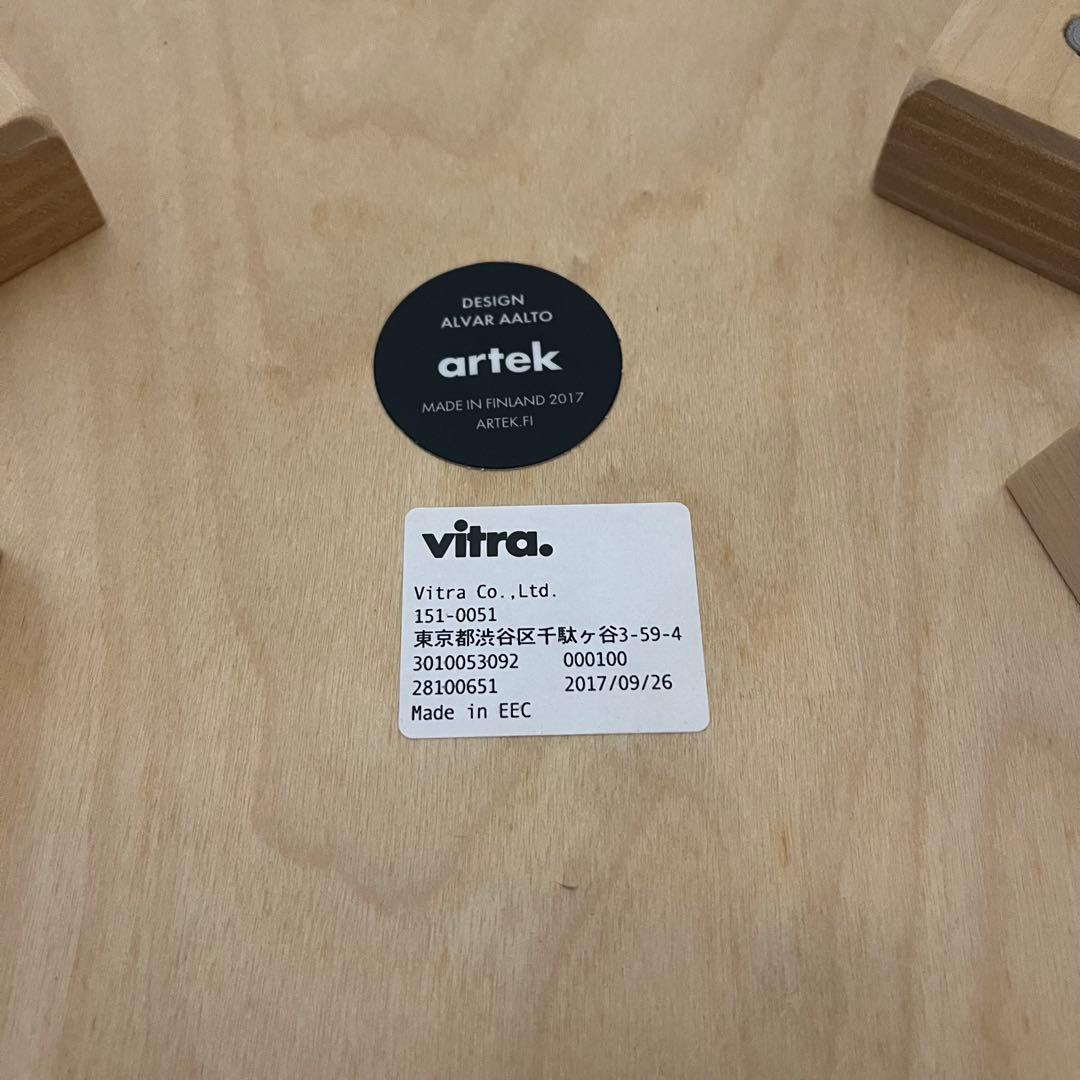 DESIGN
ALVAR AALTO
artek
MADE IN FINLAND 2017
ARTEK.FI
vitra.
Vitra Co.,Ltd.
151-0051
東京都渋谷区千駄ヶ谷3-59-4
3010053092 000100
28100651 2017/09/26
Made in EEC